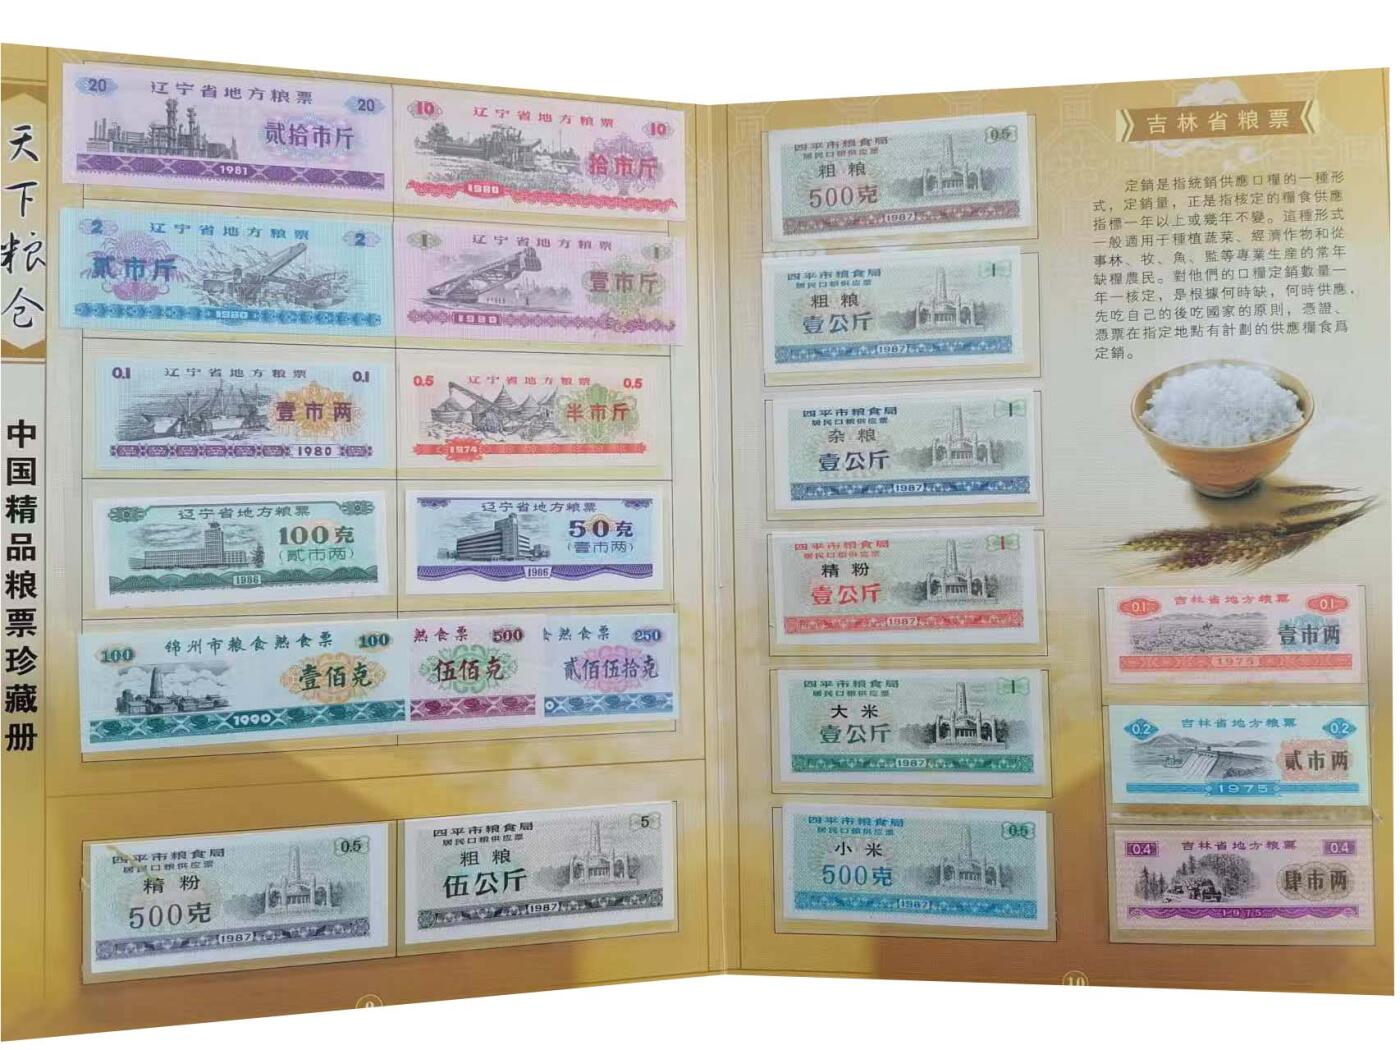 天下粮仓
中国精品粮票珍藏册
20
辽宁省地方粮票
20
贰拾市斤
1981
10
辽宁省地方粮票
10
拾市斤
1980
2
辽宁省地方粮票
2
贰市斤
1980
1
辽宁省地方粮票
1
壹市斤
1980
0.1
辽宁省地方粮票
0.1
壹市两
1980
0.5
辽宁省地方粮票
0.5
半市斤
1974
辽宁省地方粮票
100克
(贰市两)
1986
辽宁省地方粮票
50克
(壹市两)
1986
100
锦州市粮食熟食票
100
壹佰克
1990
熟食票
500
伍佰克
熟食票
250
贰佰伍拾克
四平市粮食局
0.5
居民口粮供应票
精粉
500克
1987
四平市粮食局
5
居民口粮供应票
粗粮
伍公斤
1987
9
四平市粮食局
0.5
居民口粮供应票
粗粮
500克
1987
四平市粮食局
1
居民口粮供应票
粗粮
壹公斤
1987
四平市粮食局
1
居民口粮供应票
杂粮
壹公斤
1987
四平市粮食局
1
居民口粮供应票
精粉
壹公斤
1987
四平市粮食局
1
居民口粮供应票
大米
壹公斤
1987
四平市粮食局
0.5
居民口粮供应票
小米
500克
1987
吉林省粮票
定銷是指統銷供應口糧的一種形
式，定銷量，正是指核定的糧食供應
指標一年以上或幾年不變。這種形式
一般適用于種植蔬菜、經濟作物和從
事林、牧、魚、監等專業生産的常年
缺糧農民。對他們的口糧定銷數量一
年一核定，是根據何時缺，何時供應，
先吃自己的後吃國家的原則，憑證、
憑票在指定地點有計劃的供應糧食爲
定銷。
吉林省地方粮票
0.1
0.1
壹市两
1975
吉林省地方粮票
0.2
0.2
贰市两
1975
0.4
吉林省地方粮票
0.4
肆市两
1975
10